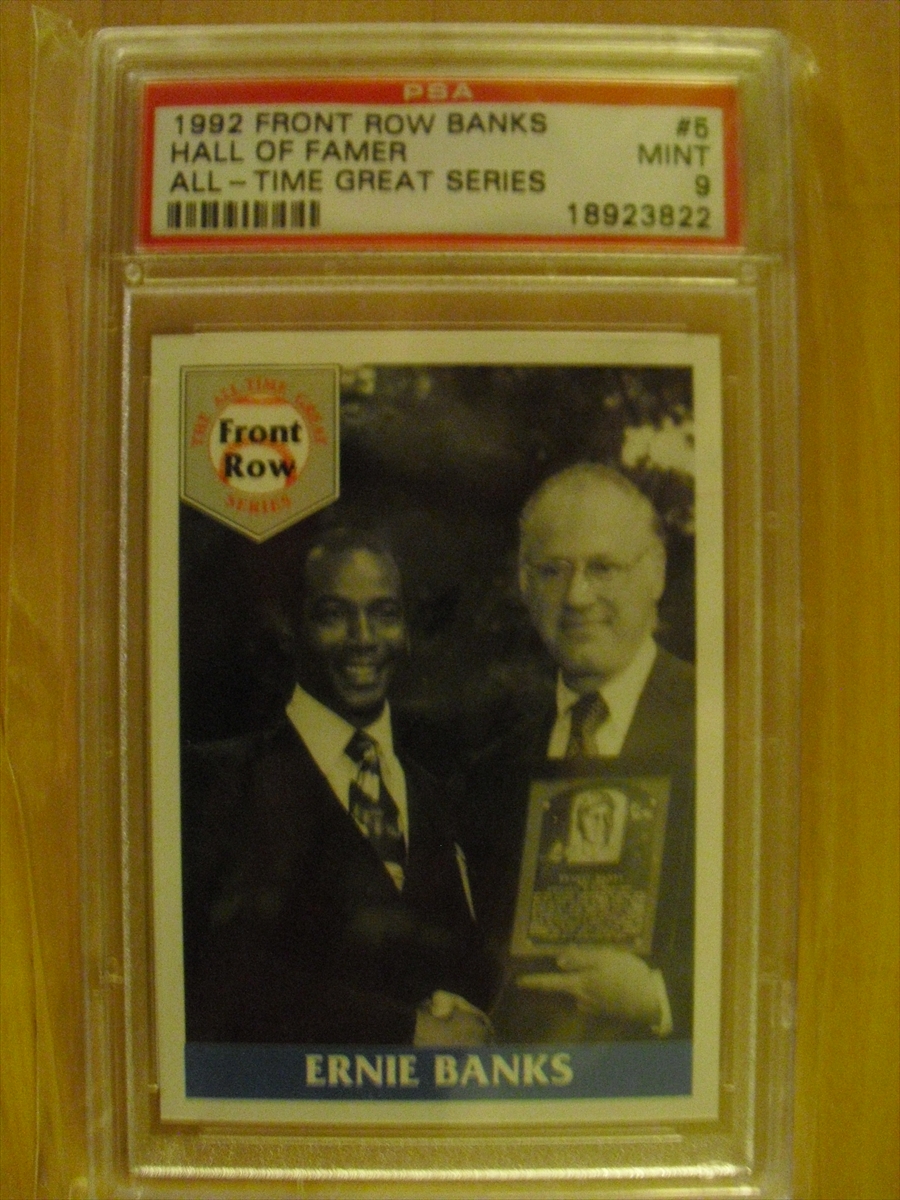 PSA
1992 FRONT ROW BANKS #5
HALL OF FAMER MINT
ALL-TIME GREAT SERIES 9
18923822
THE ALL TIME GREAT
Front
Row
SERIES
ERNIE BANKS